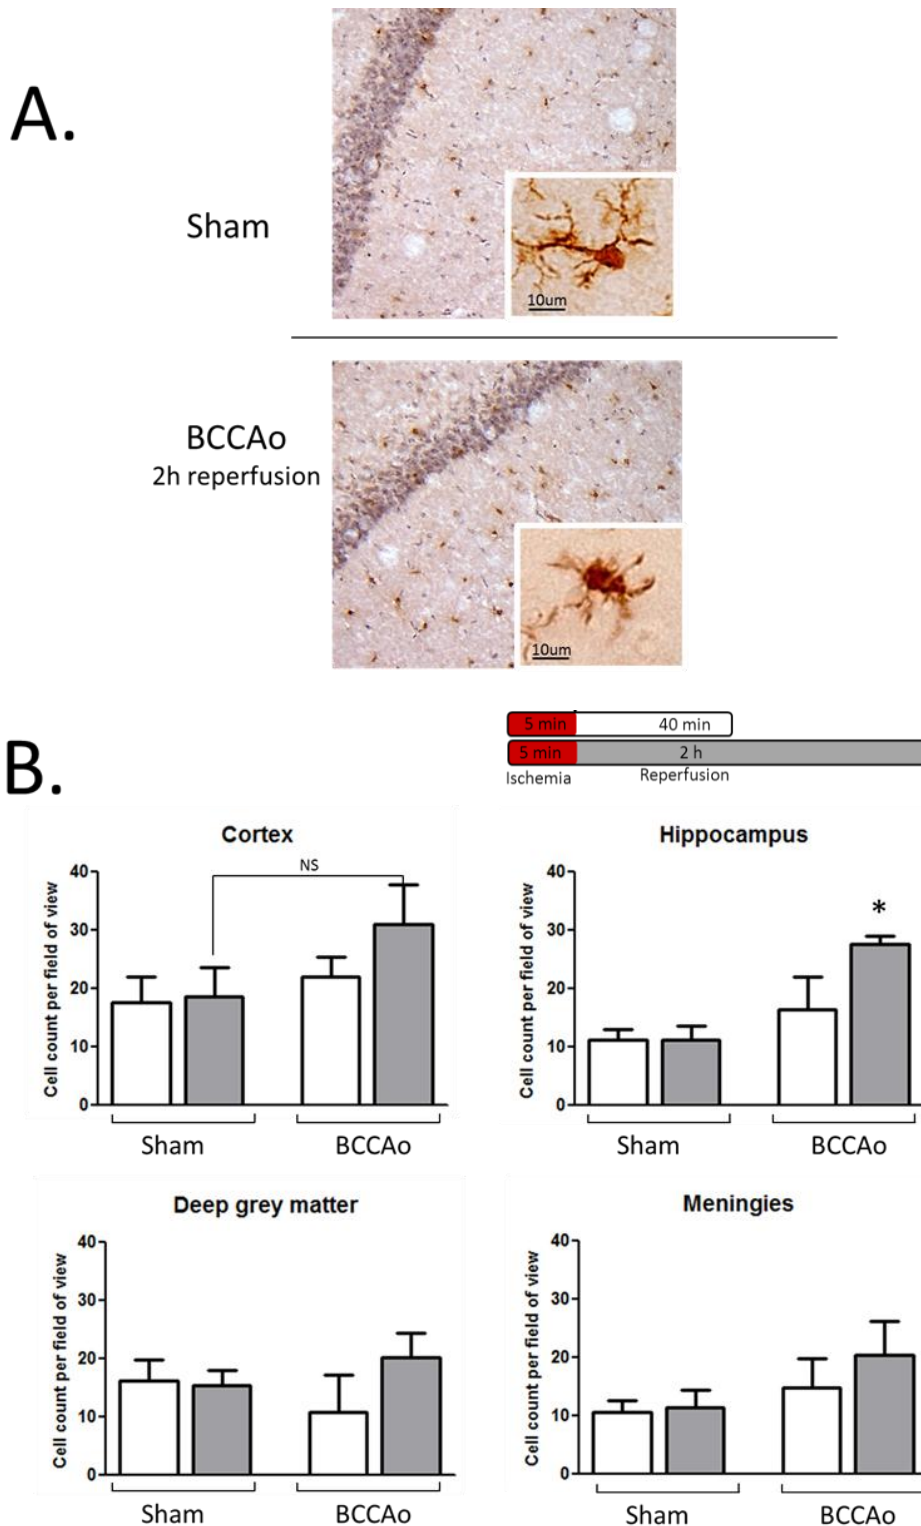 A.
Sham
10um
BCCAo
2h reperfusion
10um
5 min 40 min
5 min 2 h
Ischemia Reperfusion
B.
Cortex
NS
Cell count per field of view
40
30
20
10
0
Sham BCCAo
Hippocampus
*
Cell count per field of view
40
30
20
10
0
Sham BCCAo
Deep grey matter
Cell count per field of view
40
30
20
10
0
Sham BCCAo
Meningies
Cell count per field of view
40
30
20
10
0
Sham BCCAo